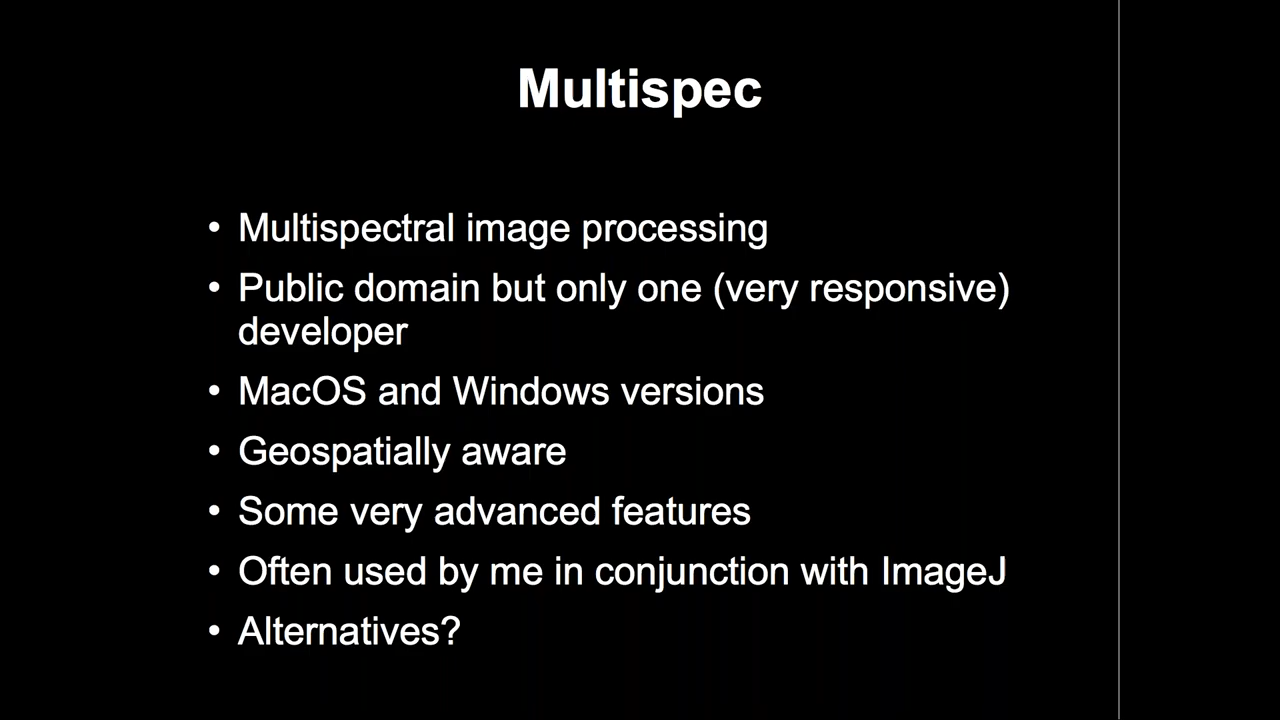 Multispec
• Multispectral image processing
• Public domain but only one (very responsive)
developer
• MacOS and Windows versions
• Geospatially aware
• Some very advanced features
• Often used by me in conjunction with ImageJ
• Alternatives?